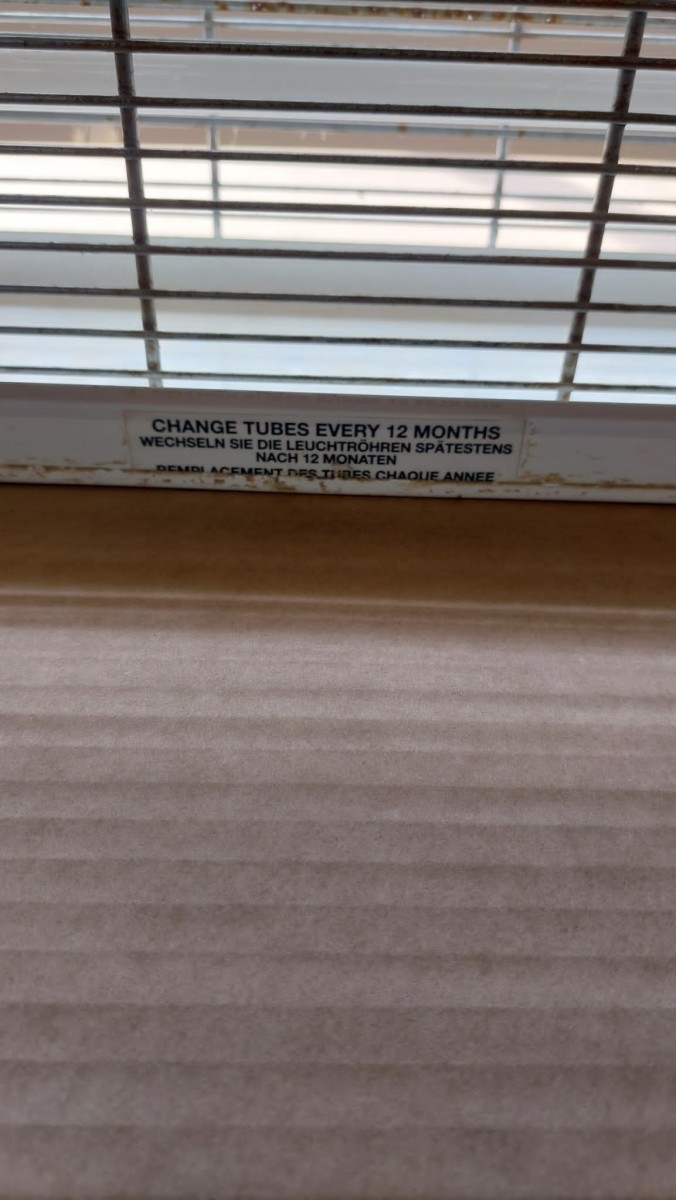 CHANGE TUBES EVERY 12 MONTHS
WECHSELN SIE DIE LEUCHTRÖHREN SPÄTESTENS
NACH 12 MONATEN
REMPLACEMENT DES TUBES CHAQUE ANNEE